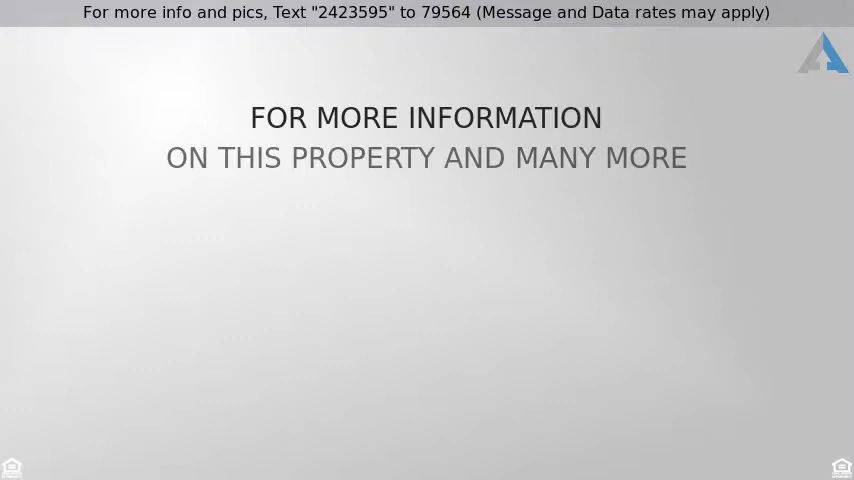 For more info and pics, Text "2423595" to 79564 (Message and Data rates may apply)
FOR MORE INFORMATION
ON THIS PROPERTY AND MANY MORE